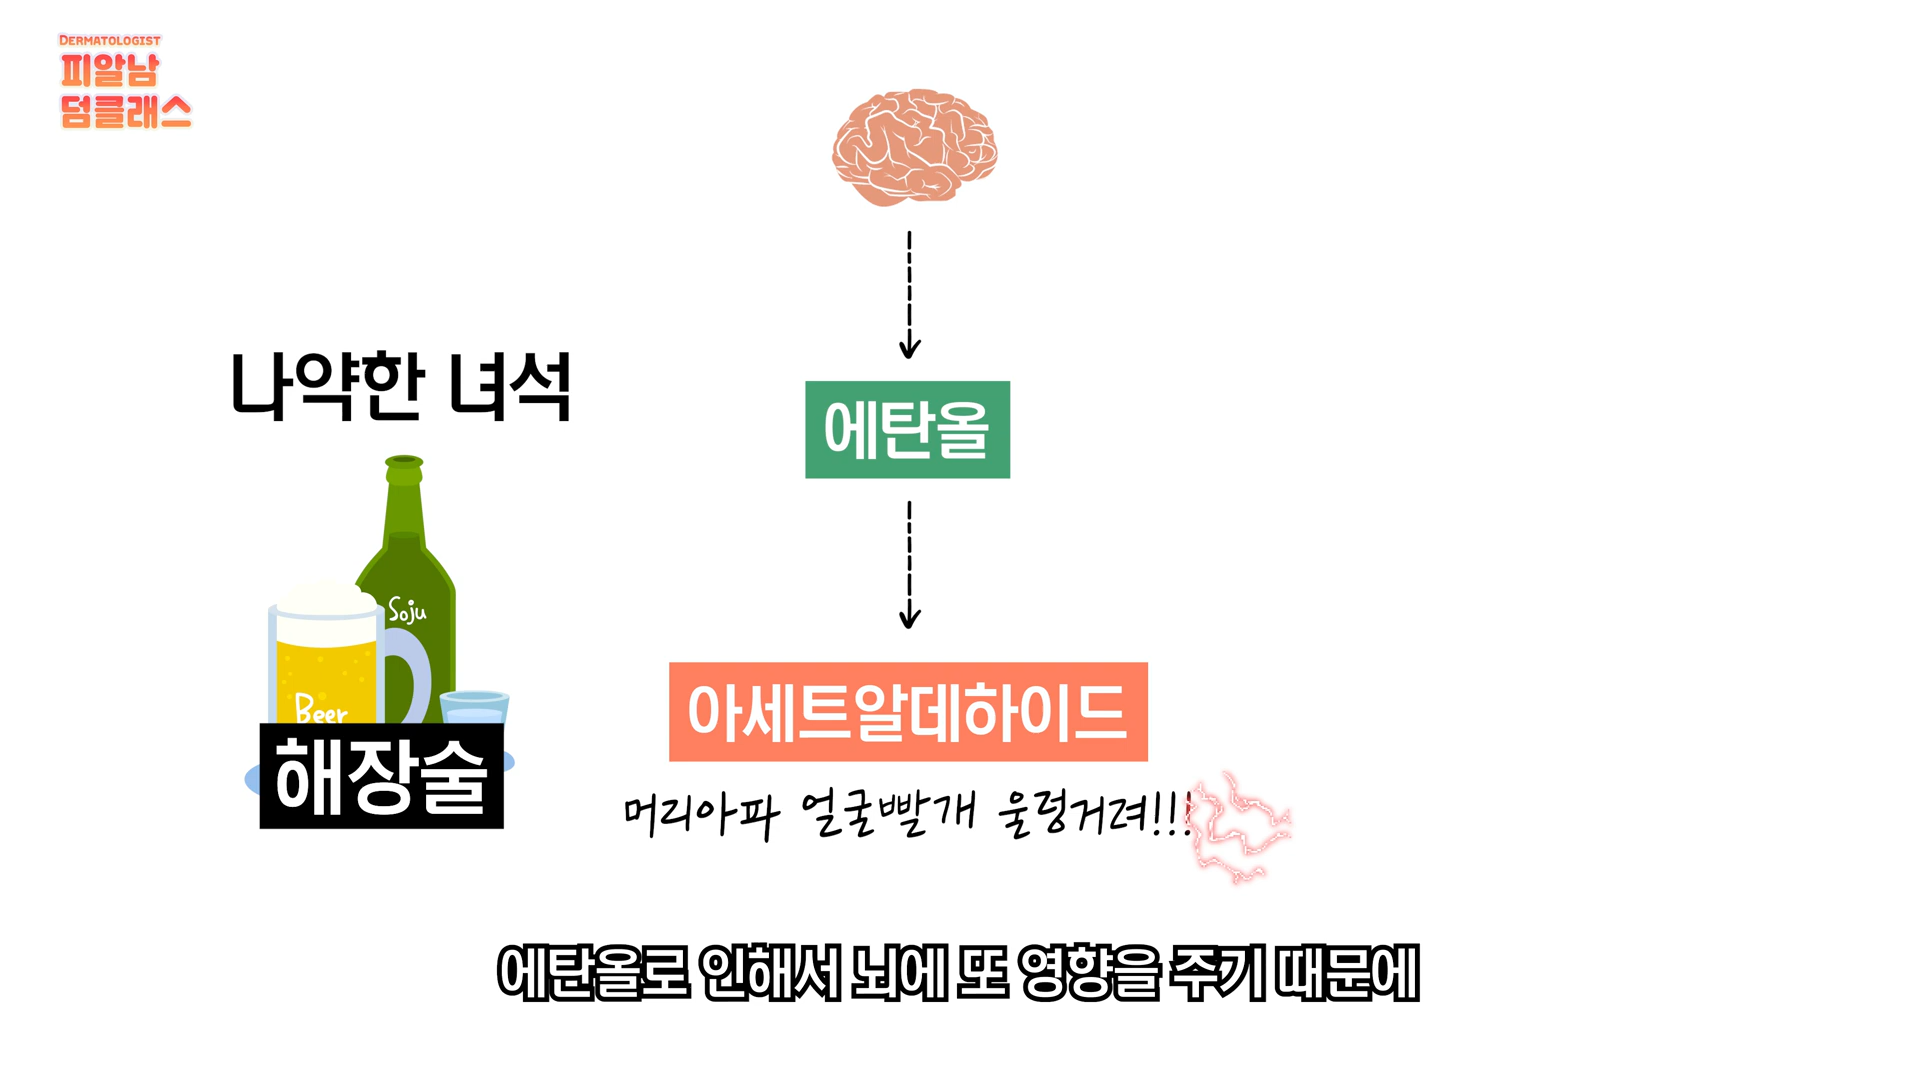 DERMATOLOGIST
피알남
덤클래스
나약한 녀석
에탄올
Soju
Beer
해장술
아세트알데하이드
머리아파 얼굴빨개 울렁거려!!!
에탄올로 인해서 뇌에 또 영향을 주기 때문에